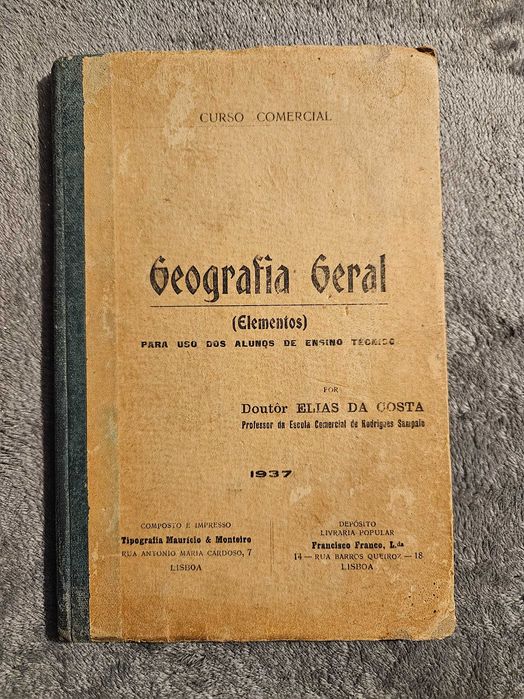 CURSO COMERCIAL
Geografia Geral
(Elementos)
PARA USO DOS ALUNOS DE ENSINO TÉCNICO
POR
Doutôr ELIAS DA COSTA
Professor da Escola Comercial de Rodrigues Sampaio
1937
COMPOSTO E IMPRESSO
Tipografia Maurício & Monteiro
RUA ANTONIO MARIA CARDOSO, 7
LISBOA
DEPÓSITO
LIVRARIA POPULAR
Francisco Franco, L.da
14 — RUA BARROS QUEIROZ — 18
LISBOA